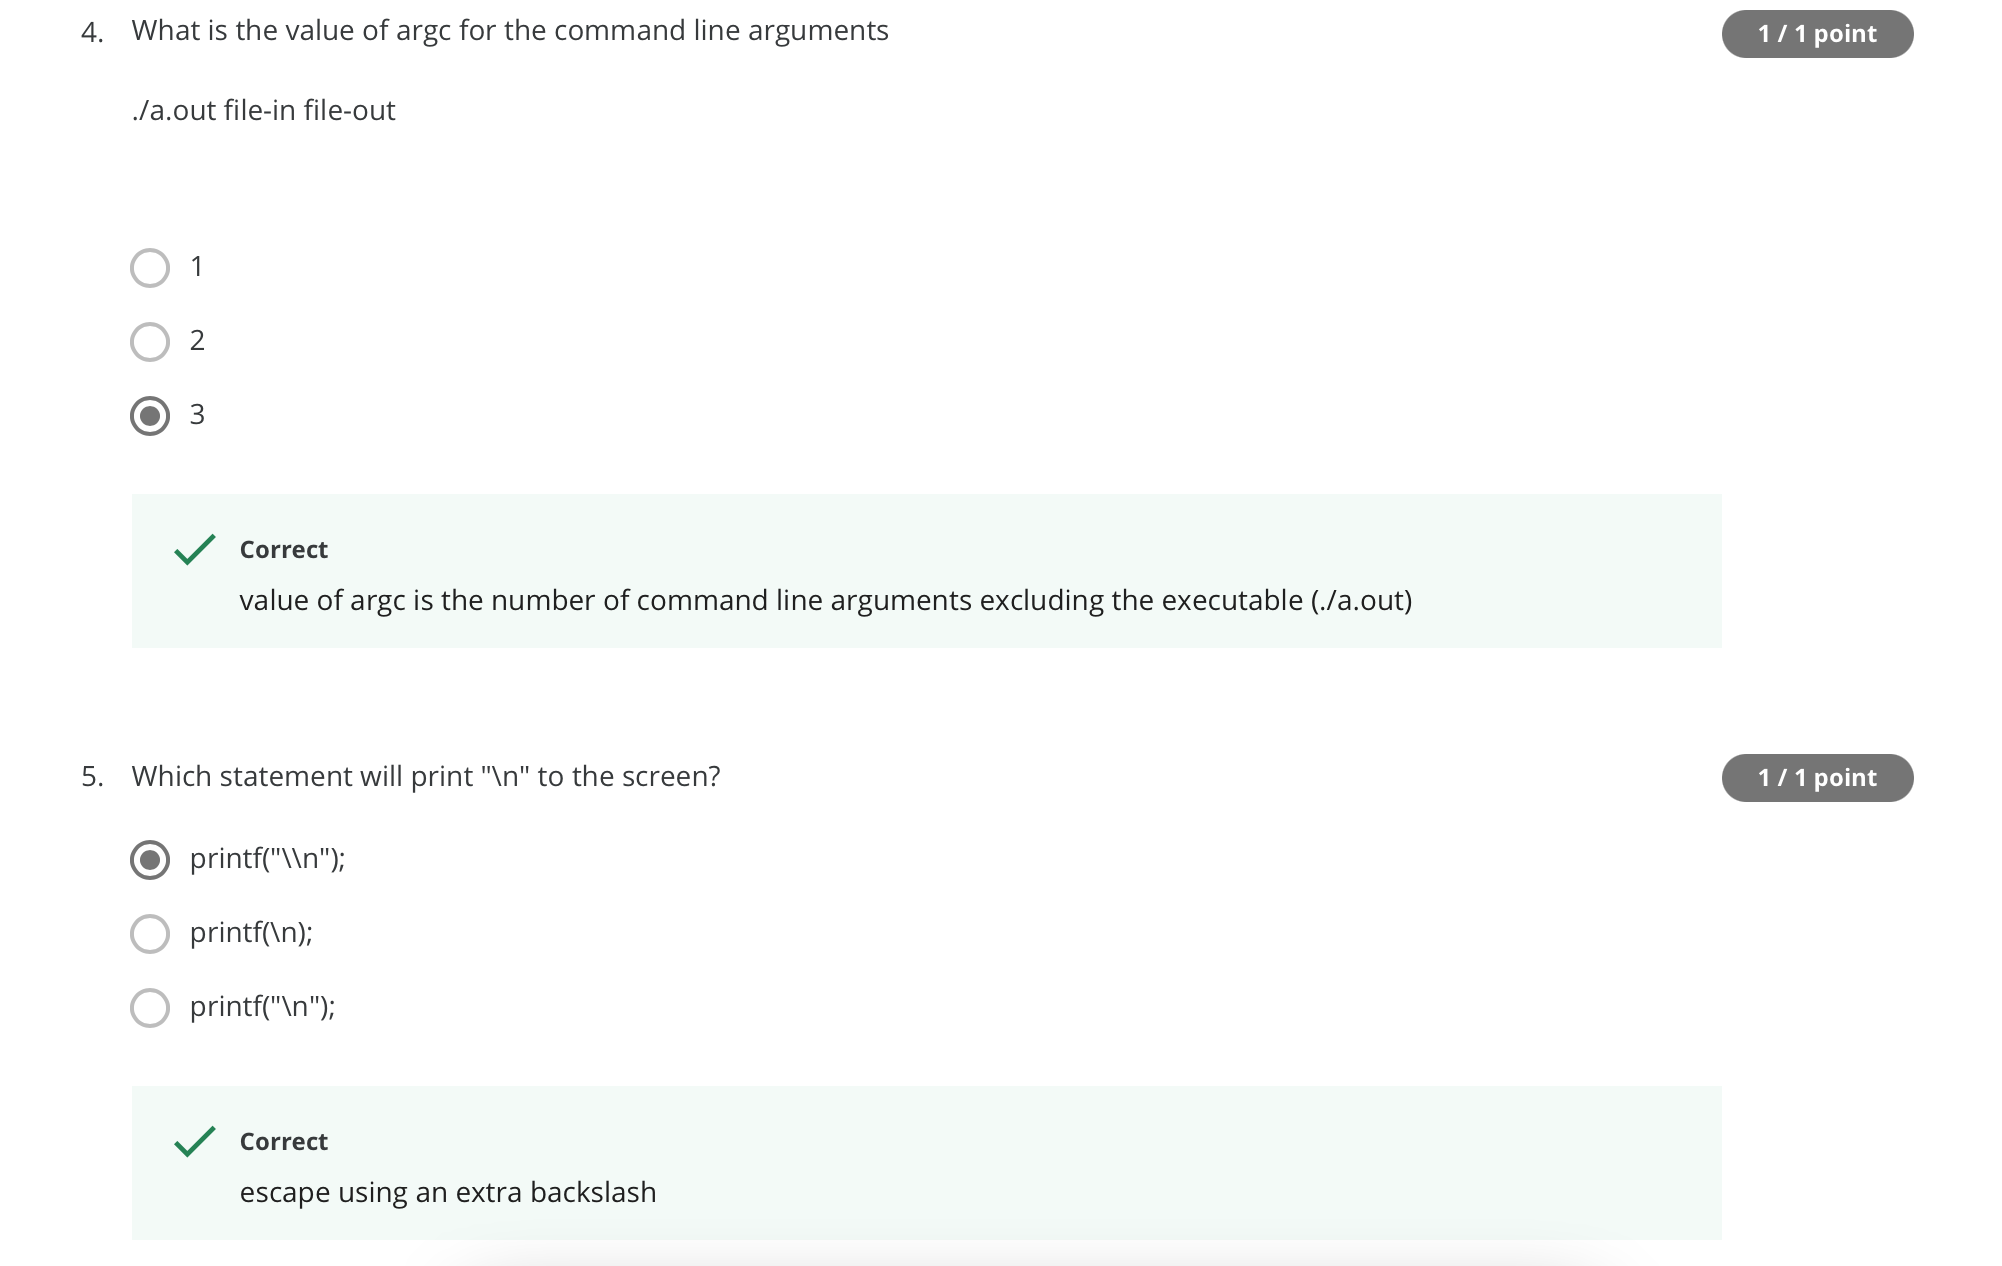 4. What is the value of argc for the command line arguments
1 / 1 point
./a.out file-in file-out
1
2
3
Correct
value of argc is the number of command line arguments excluding the executable (./a.out)
5. Which statement will print "\n" to the screen?
1 / 1 point
printf("\\n");
printf(\n);
printf("\n");
Correct
escape using an extra backslash